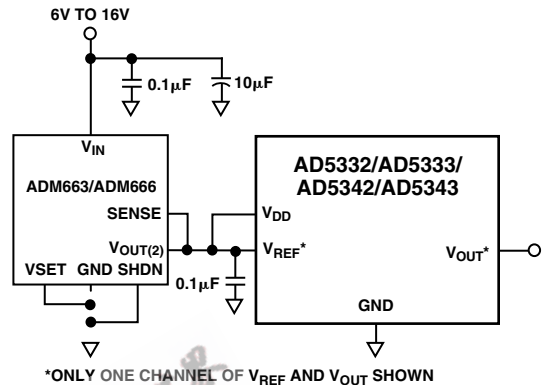 6V TO 16V
0.1μF
10μF
VIN
ADM663/ADM666
SENSE
VOUT(2)
VSET GND SHDN
0.1μF
AD5332/AD5333/
AD5342/AD5343
VDD
VREF*
VOUT*
GND
*ONLY ONE CHANNEL OF VREF AND VOUT SHOWN